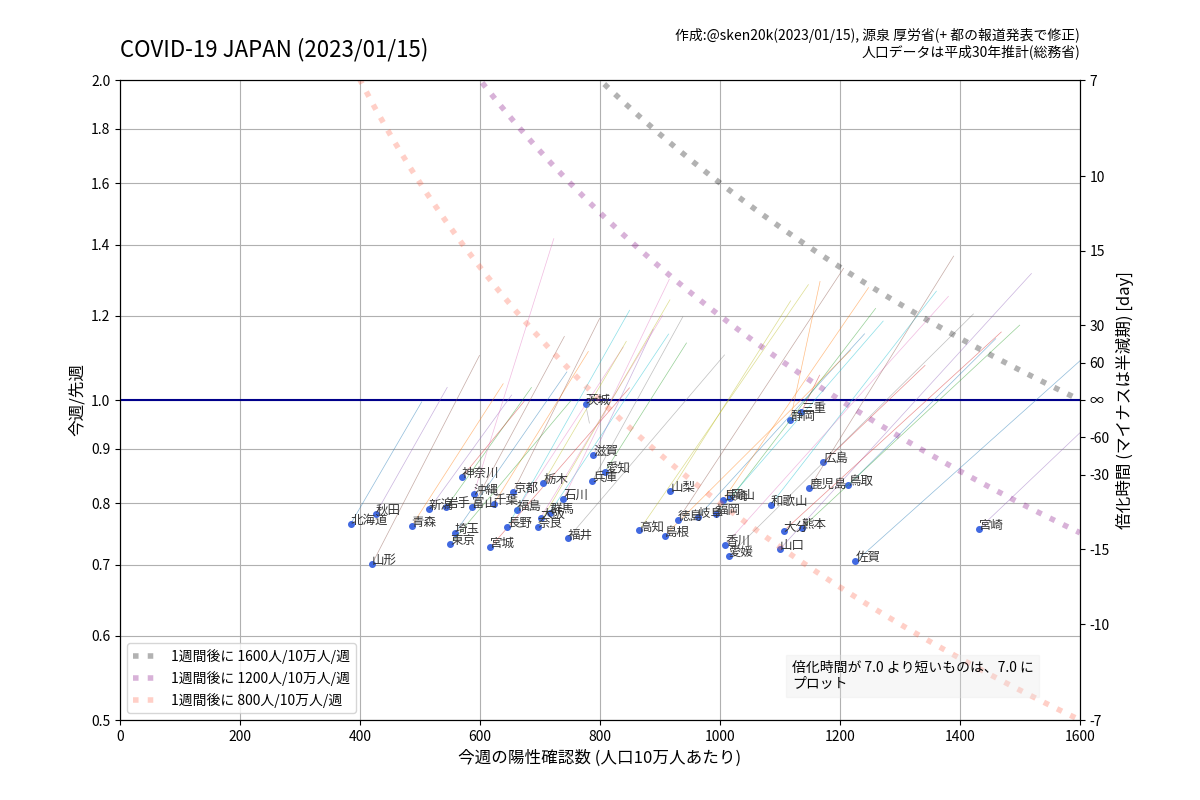 COVID-19 JAPAN (2023/01/15)
作成:@sken20k(2023/01/15), 源泉 厚労省(+ 都の報道発表で修正)
人口データは平成30年推計(総務省)
今週/先週
2.0
1.8
1.6
1.4
1.2
1.0
0.9
0.8
0.7
0.6
0.5
7
10
15
30
60
∞
-60
-30
-15
-10
-7
倍化時間 (マイナスは半減期) [day]
茨城
三重
静岡
滋賀
広島
愛知
神奈川
兵庫
栃木
鹿児島
鳥取
沖縄
京都
山梨
石川
千葉
岡山
和歌山
新潟
岩手
富山
福島
秋田
群馬
大阪
福岡
岐阜
徳島
北海道
青森
長野
奈良
高知
島根
大分
熊本
宮崎
埼玉
東京
宮城
福井
香川
愛媛
山口
佐賀
山形
1週間後に 1600人/10万人/週
1週間後に 1200人/10万人/週
1週間後に 800人/10万人/週
倍化時間が 7.0 より短いものは、7.0 に
プロット
0
200
400
600
800
1000
1200
1400
1600
今週の陽性確認数 (人口10万人あたり)